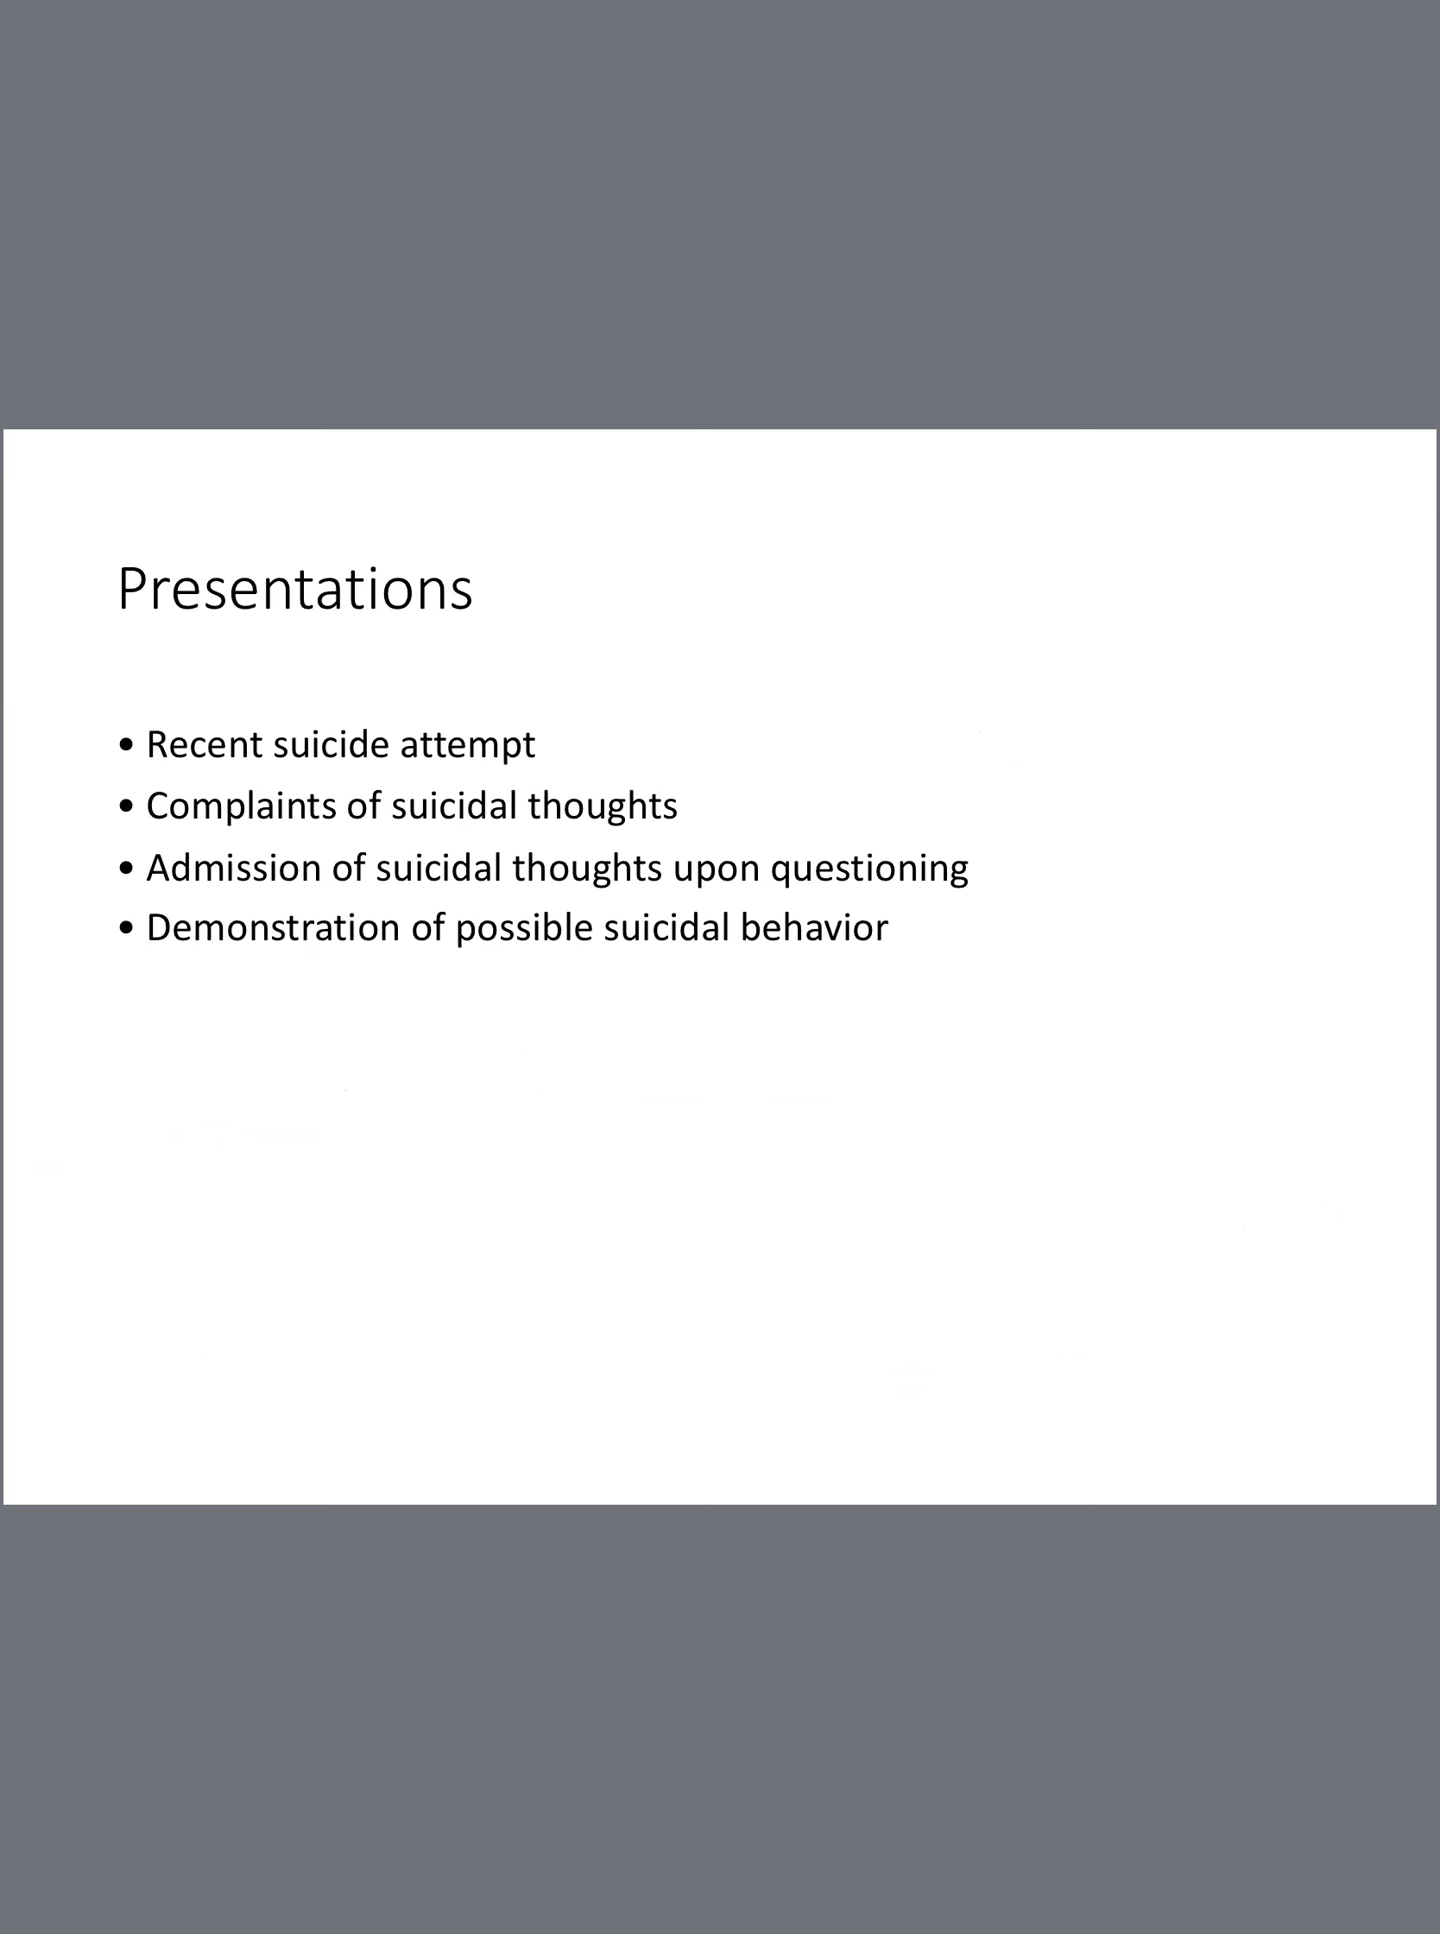 Presentations
• Recent suicide attempt
• Complaints of suicidal thoughts
• Admission of suicidal thoughts upon questioning
• Demonstration of possible suicidal behavior